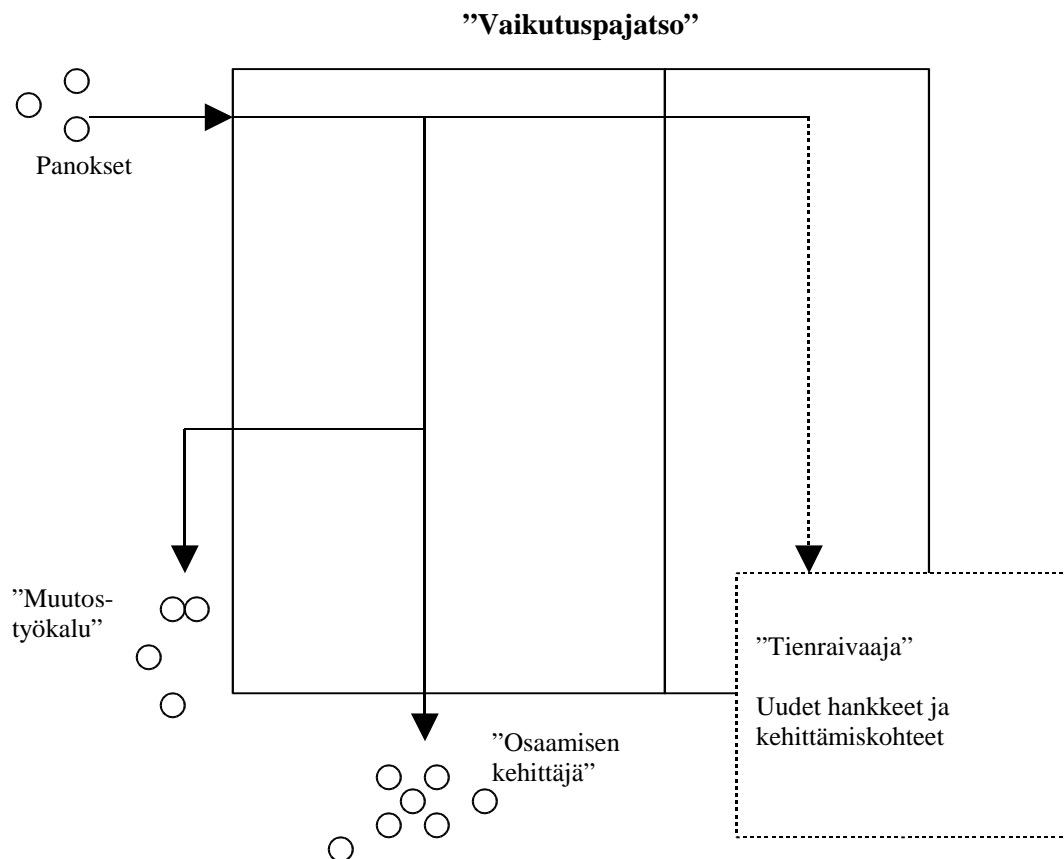 ”Vaikutuspajatso”
Panokset
”Muutos-
työkalu”
”Tienraivaaja”
Uudet hankkeet ja
kehittämiskohteet
”Osaamisen
kehittäjä”